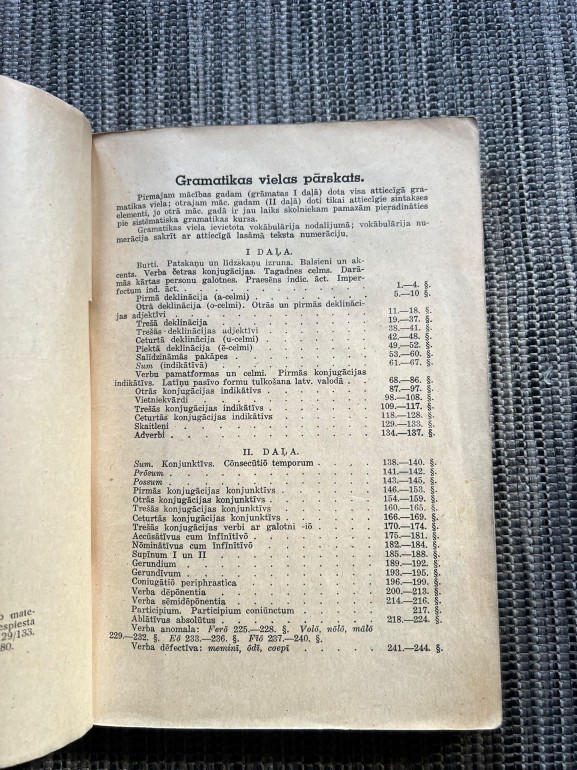 Gramatikas vielas pārskats.
Pirmajam mācības gadam (grāmatas I daļā) dota visa attiecīgā gra-
matikas viela; otrajam māc. gadam (II daļā) doti tikai attiecīgie sintakses
elementi, jo otrā māc. gadā ir jau laiks skolniekam pamazām pieradināties
pie sistēmatiska gramatikas kursa.
Gramatikas viela ievietota vokābulārija nodalījumā; vokābulārija nu-
merācija sakrīt ar attiecīgā lasāmā teksta numerāciju.
I DAĻA.
Burti. Patskaņu un līdzskaņu izruna. Balsieni un ak-
cents. Verba četras konjugācijas. Tagadnes celms. Darā-
mās kārtas personu galotnes. Praesēns indic. āct. Imper-
fectum ind. āct. . . . 1.—4. §.
Pirmā deklinācija (a-celmi) . . . 5.—10 §.
Otrā deklinācija (o-celmi). Otrās un pirmās deklināci-
jas adjektīvi . . . 11.—18. §.
Trešā deklinācija . . . 19.—37. §.
Trešās deklinācijas adjektīvi . . . 38.—41. §.
Ceturtā deklinācija (u-celmi) . . . 42.—48. §.
Piektā deklinācija (ē-celmi) . . . 49.—52. §.
Salīdzināmās pakāpes . . . 53.—60. §.
Sum (indikātīvā) . . . 61.—67. §.
Verbu pamatformas un celmi. Pirmās konjugācijas
indikātīvs. Latīņu pasīvo formu tulkošana latv. valodā . . . 68.—86. §.
Otrās konjugācijas indikātīvs . . . 87.—97. §.
Vietniekvārdi . . . 98.—108. §.
Trešās konjugācijas indikātīvs . . . 109.—117. §.
Ceturtās konjugācijas indikātīvs . . . 118.—128. §.
Skaitleņi . . . 129.—133. §.
Adverbi . . . 134.—137. §.
II. DAĻA.
Sum. Konjunktīvs. Cōnsecūtiō temporum . . . 138.—140. §.
Prōsum . . . 141.—142. §.
Possum . . . 143.—145. §.
Pirmās konjugācijas konjunktīvs . . . 146.—153. §.
Otrās konjugācijas konjunktīvs . . . 154.—159. §.
Trešās konjugācijas konjunktīvs . . . 160.—165. §.
Ceturtās konjugācijas konjunktīvs . . . 166.—169. §.
Trešās konjugācijas verbi ar galotni -iō . . . 170.—174. §.
Accūsātīvus cum īnfīnītīvō . . . 175.—181. §.
Nōminātīvus cum īnfīnītīvō . . . 182.—184. §.
Supīnum I un II . . . 185.—188. §.
Gerundium . . . 189.—192. §.
Gerundīvum . . . 193.—195. §.
Coniugātiō periphrastica . . . 196.—199. §.
Verba dēpōnentia . . . 200.—213. §.
Verba sēmidēpōnentia . . . 214.—216. §.
Participium. Participium coniūnctum . . . 217. §.
Ablātīvus absolūtus . . . 218.—224. §.
Verba anomala: Ferō 225.—228. §. Volō, nōlō, mālō
229.—232. §. Eō 233.—236. §. Fīō 237.—240. §.
Verba dēfectīva: meminī, ōdī, coepī . . . 241.—244. §.
mate-
espiesta
29/133.
80.